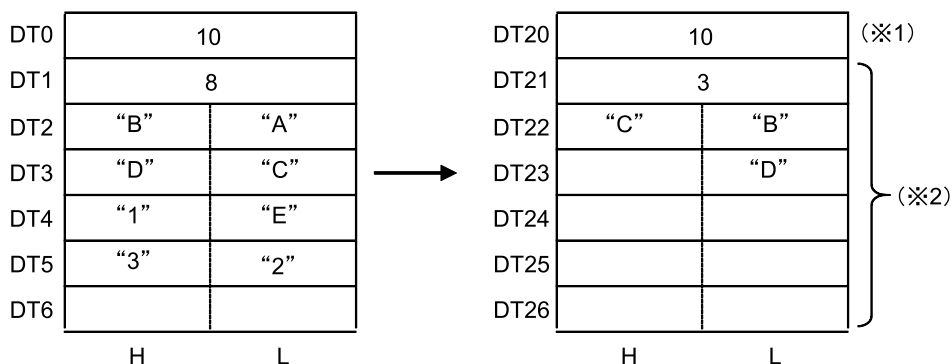 DT0 10 DT20 10 (※1)
DT1 8 DT21 3
DT2 “B” “A” DT22 “C” “B”
DT3 “D” “C” DT23 “D”
(※2)
DT4 “1” “E” DT24
DT5 “3” “2” DT25
DT6 DT26
H L H L